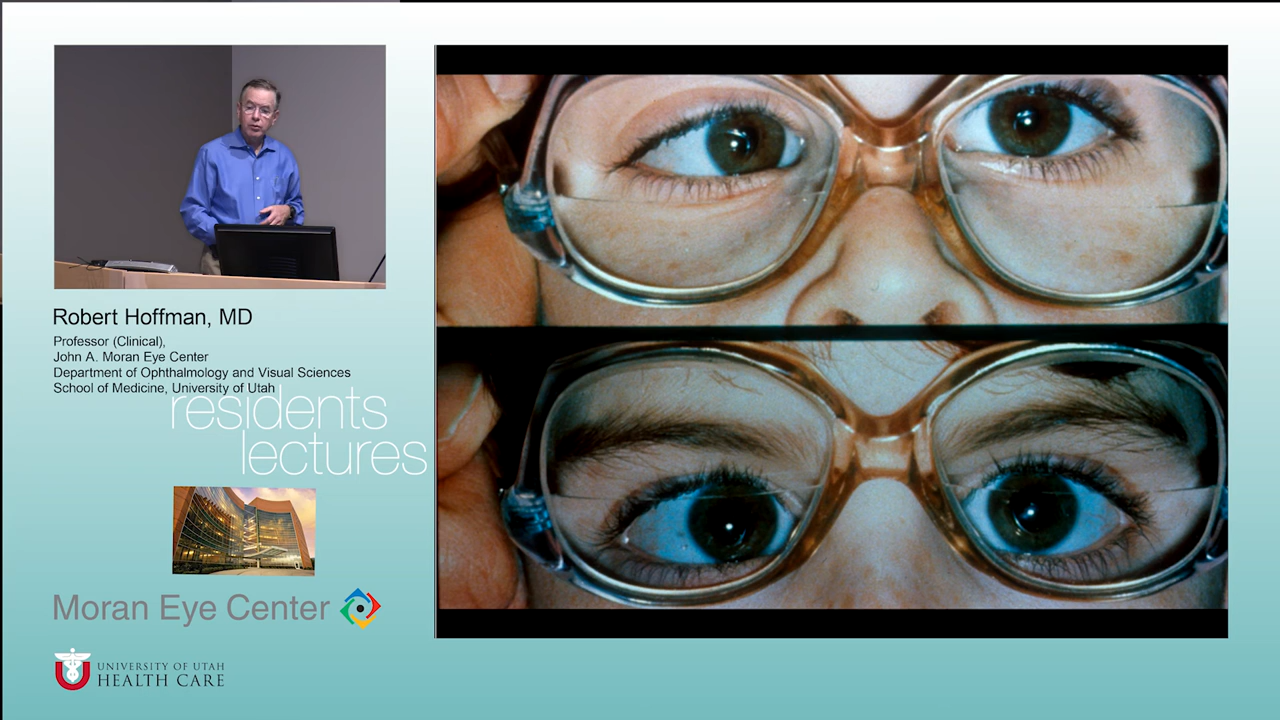 Robert Hoffman, MD
Professor (Clinical),
John A. Moran Eye Center
Department of Ophthalmology and Visual Sciences
School of Medicine, University of Utah
residents
lectures
Moran Eye Center
UNIVERSITY OF UTAH
HEALTH CARE